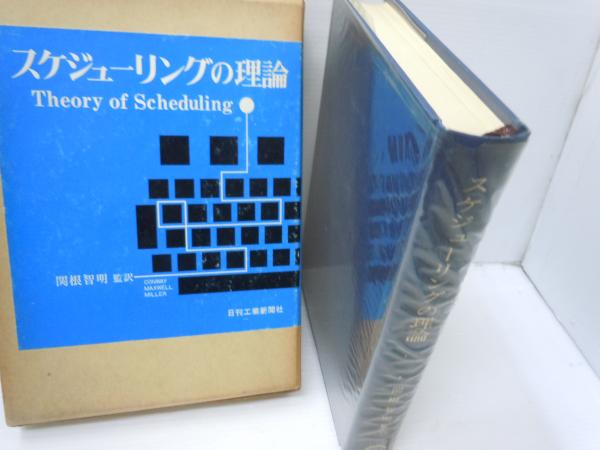 スケジューリングの理論
Theory of Scheduling
関根智明 監訳
CONWAY
MAXWELL
MILLER
日刊工業新聞社
スケジューリングの理論